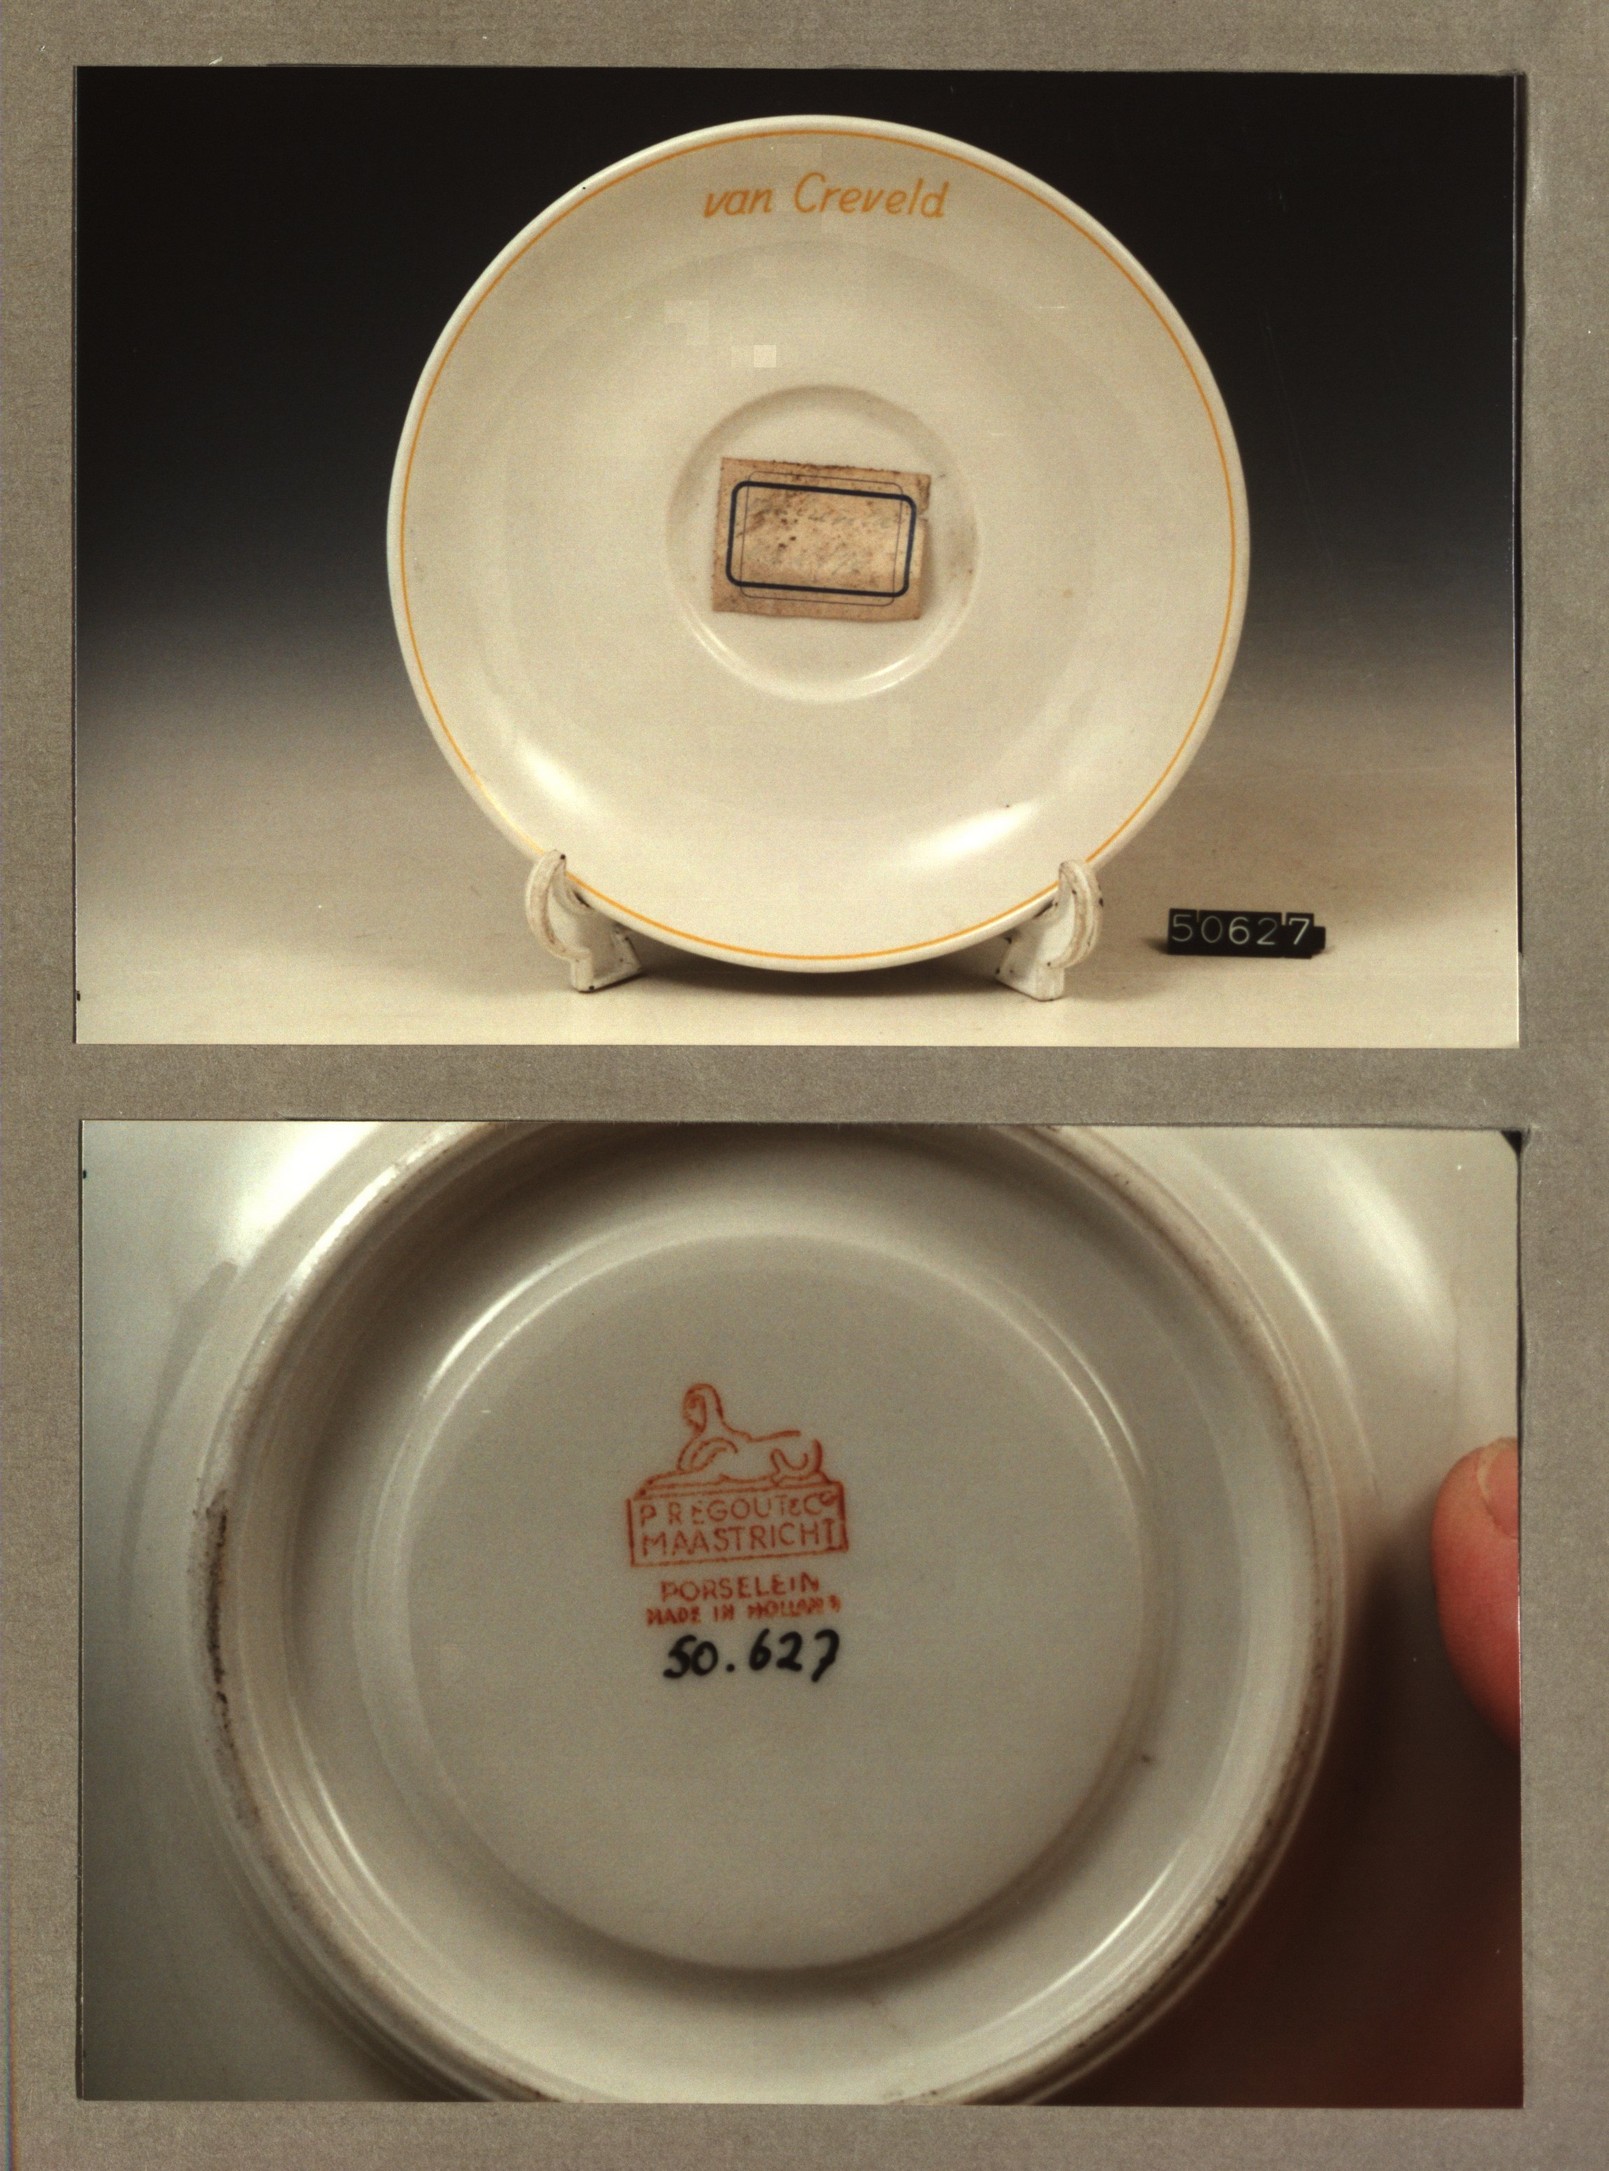 van Creveld
50627
P REGOUT & Co
MAASTRICHT
PORSELEIN
MADE IN HOLLAND
50.627